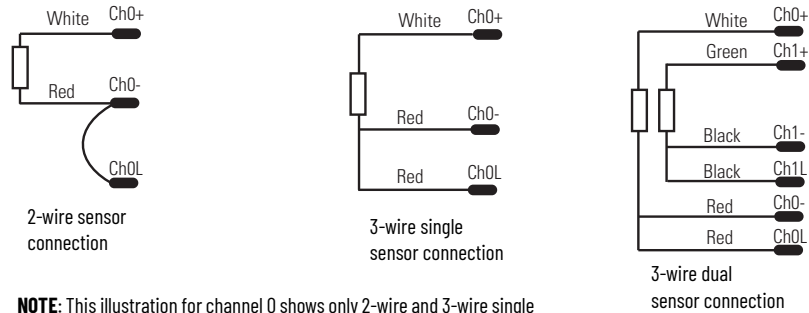 White Ch0+
Red Ch0-
Ch0L
2-wire sensor
connection
White Ch0+
Red Ch0-
Red Ch0L
3-wire single
sensor connection
White Ch0+
Green Ch1+
Black Ch1-
Black Ch1L
Red Ch0-
Red Ch0L
3-wire dual
sensor connection
NOTE: This illustration for channel 0 shows only 2-wire and 3-wire single